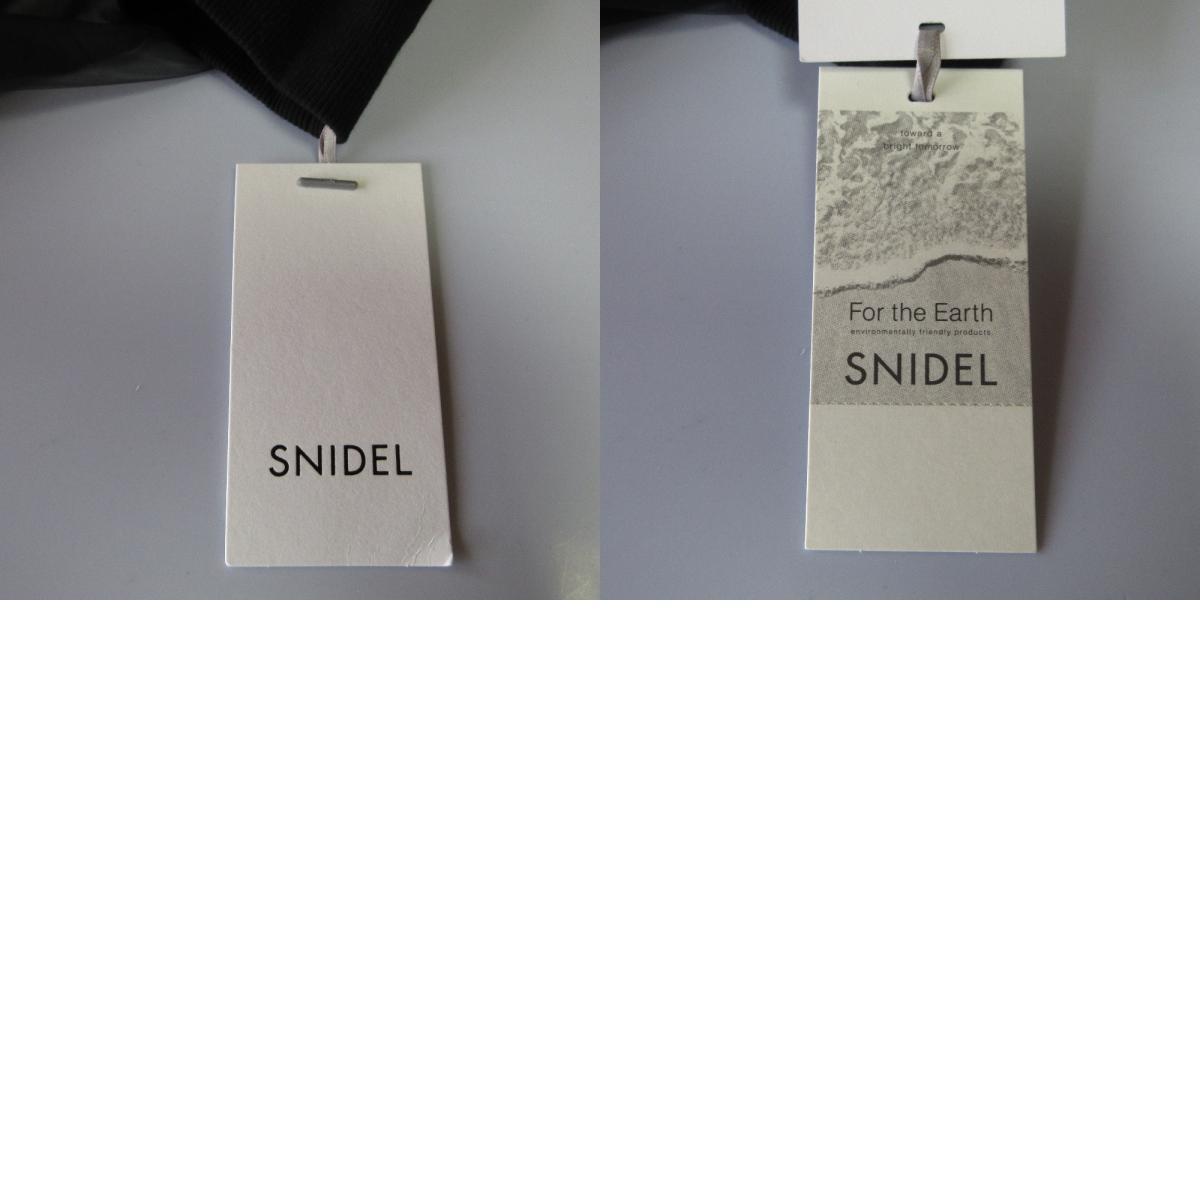 SNIDEL
toward a
bright tomorrow
For the Earth
environmentally friendly products
SNIDEL